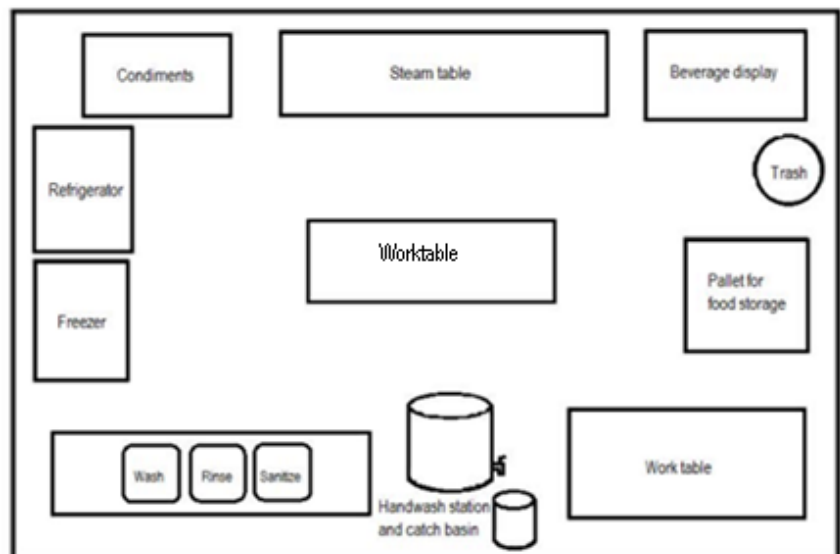 Condiments
Steam table
Beverage display
Trash
Refrigerator
Worktable
Pallet for
food storage
Freezer
Wash
Rinse
Sanitize
Work table
Handwash station
and catch basin